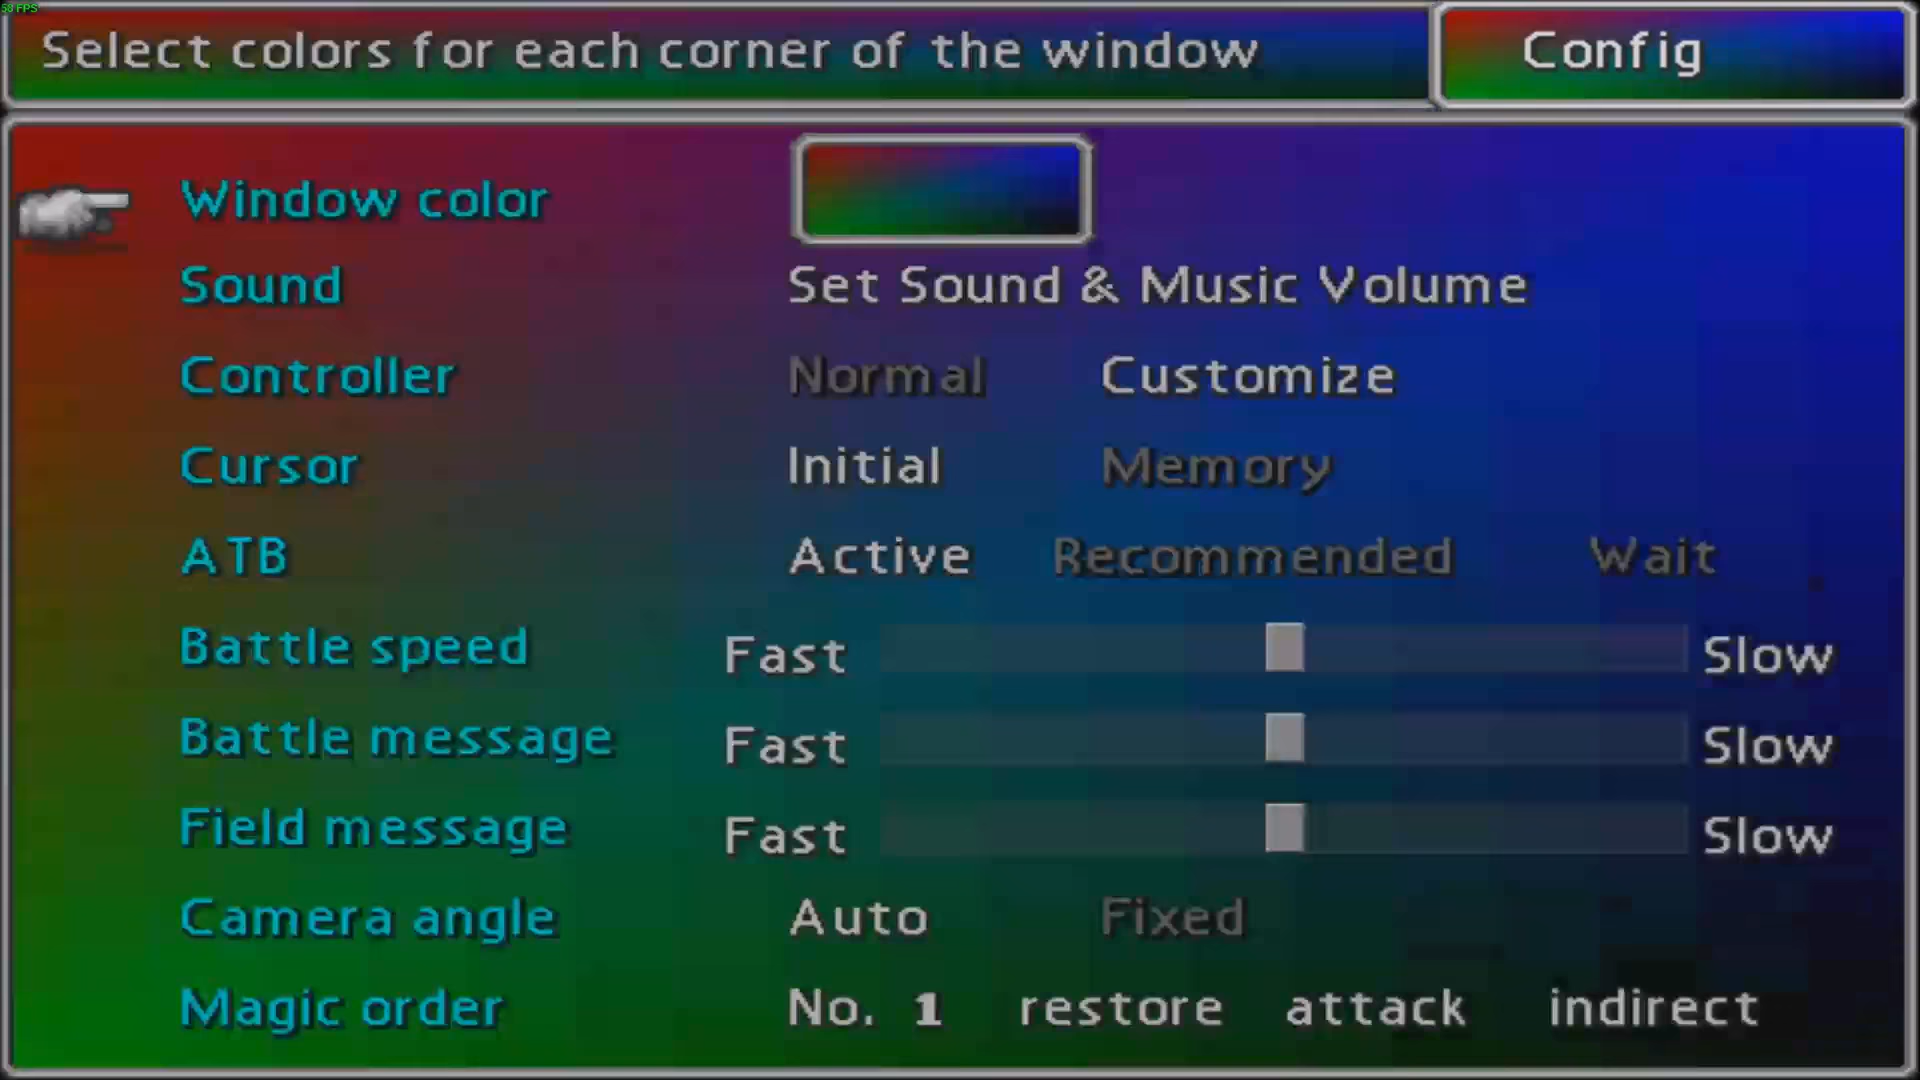 58 FPS
Select colors for each corner of the window
Config
Window color
Sound Set Sound & Music Volume
Controller Normal Customize
Cursor Initial Memory
ATB Active Recommended Wait
Battle speed Fast Slow
Battle message Fast Slow
Field message Fast Slow
Camera angle Auto Fixed
Magic order No. 1 restore attack indirect